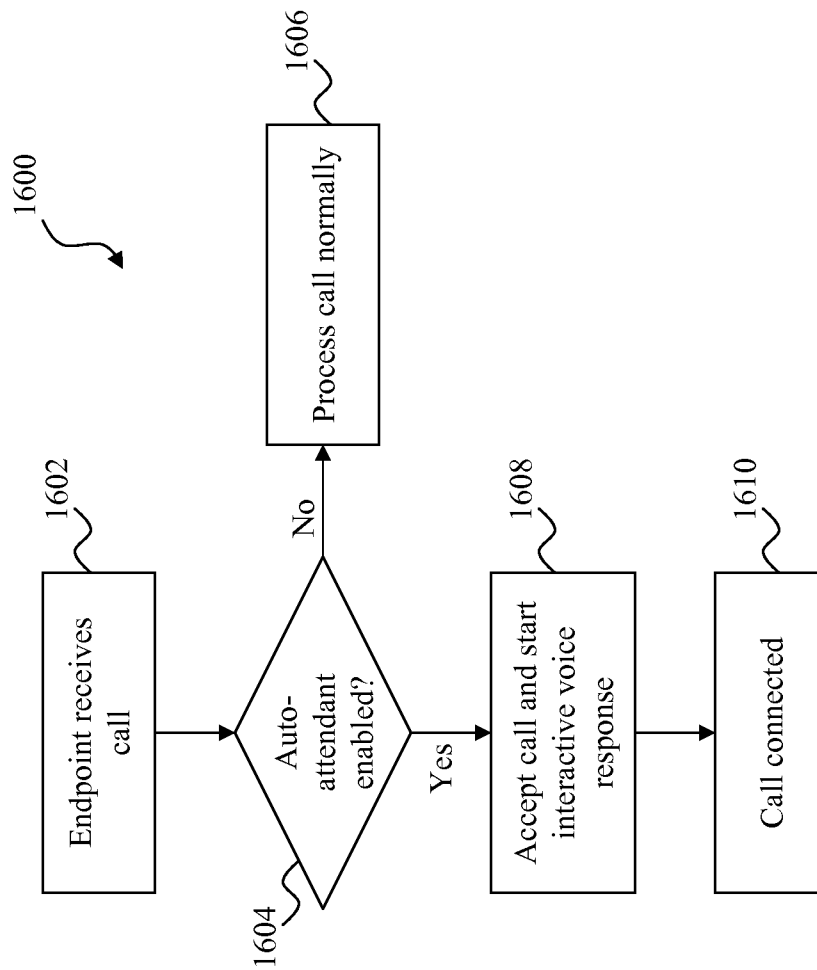 1600
1602
Endpoint receives
call
1604
Auto-
attendant
enabled?
No
1606
Process call normally
Yes
1608
Accept call and start
interactive voice
response
1610
Call connected